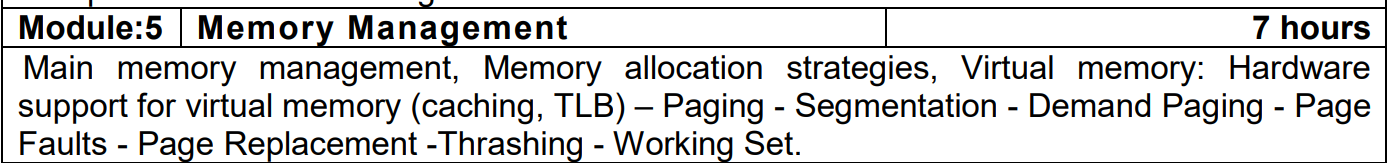 Module:5 Memory Management 7 hours
Main memory management, Memory allocation strategies, Virtual memory: Hardware
support for virtual memory (caching, TLB) – Paging - Segmentation - Demand Paging - Page
Faults - Page Replacement -Thrashing - Working Set.